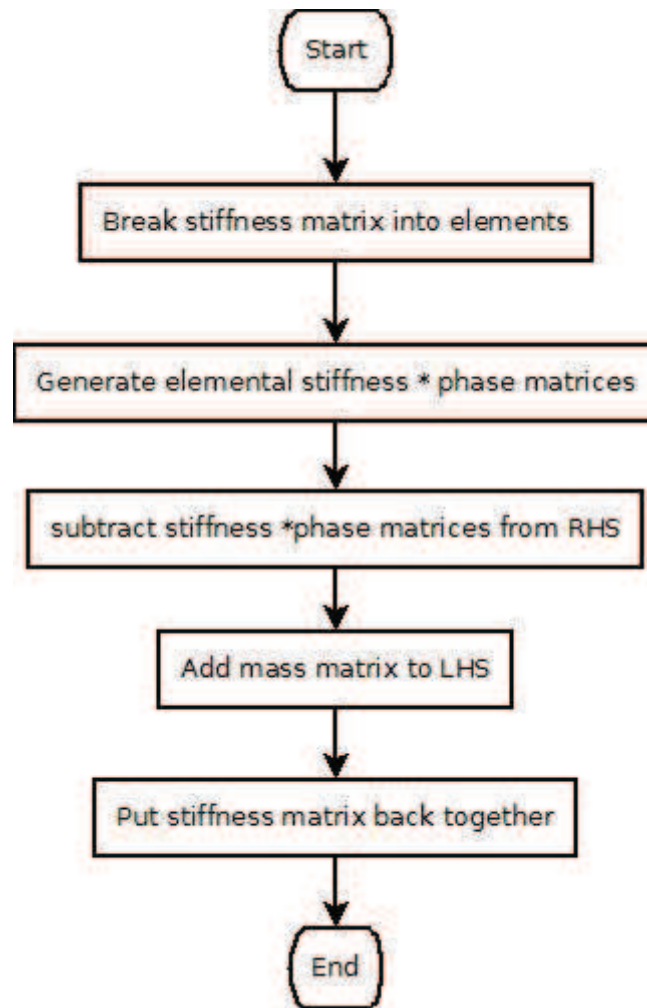 Start
Break stiffness matrix into elements
Generate elemental stiffness * phase matrices
subtract stiffness *phase matrices from RHS
Add mass matrix to LHS
Put stiffness matrix back together
End